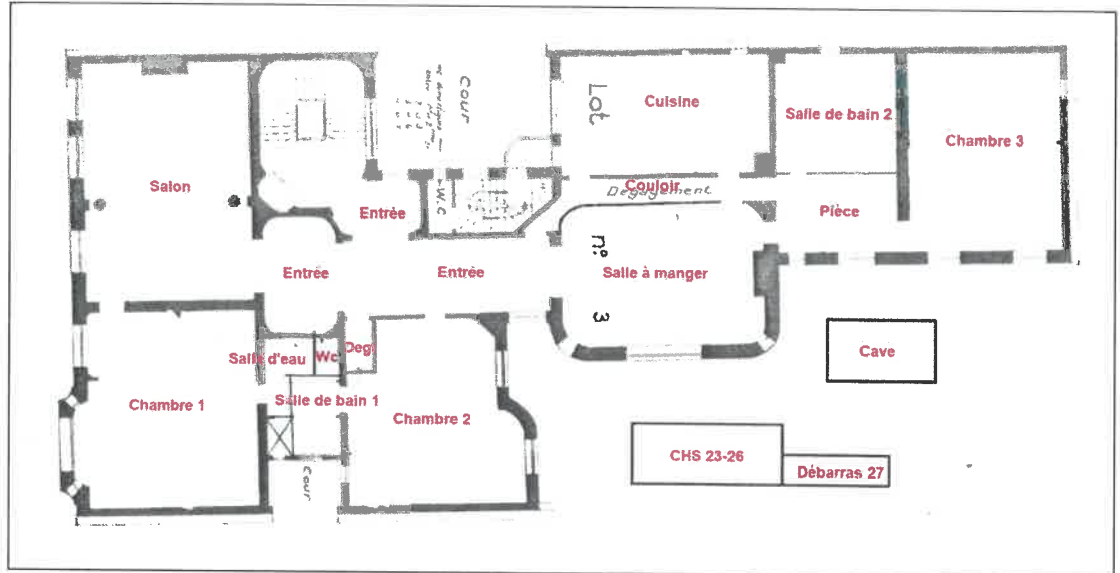 Cour
Lot
Cuisine
Salle de bain 2
Chambre 3
Salon
W.C
Entrée
Couloir
Dégagement
Pièce
Entrée
Entrée
n°
3
Salle à manger
Cave
Salle d'eau
Wc
Degt
Chambre 1
Salle de bain 1
Chambre 2
Cour
CHS 23-26
Débarras 27